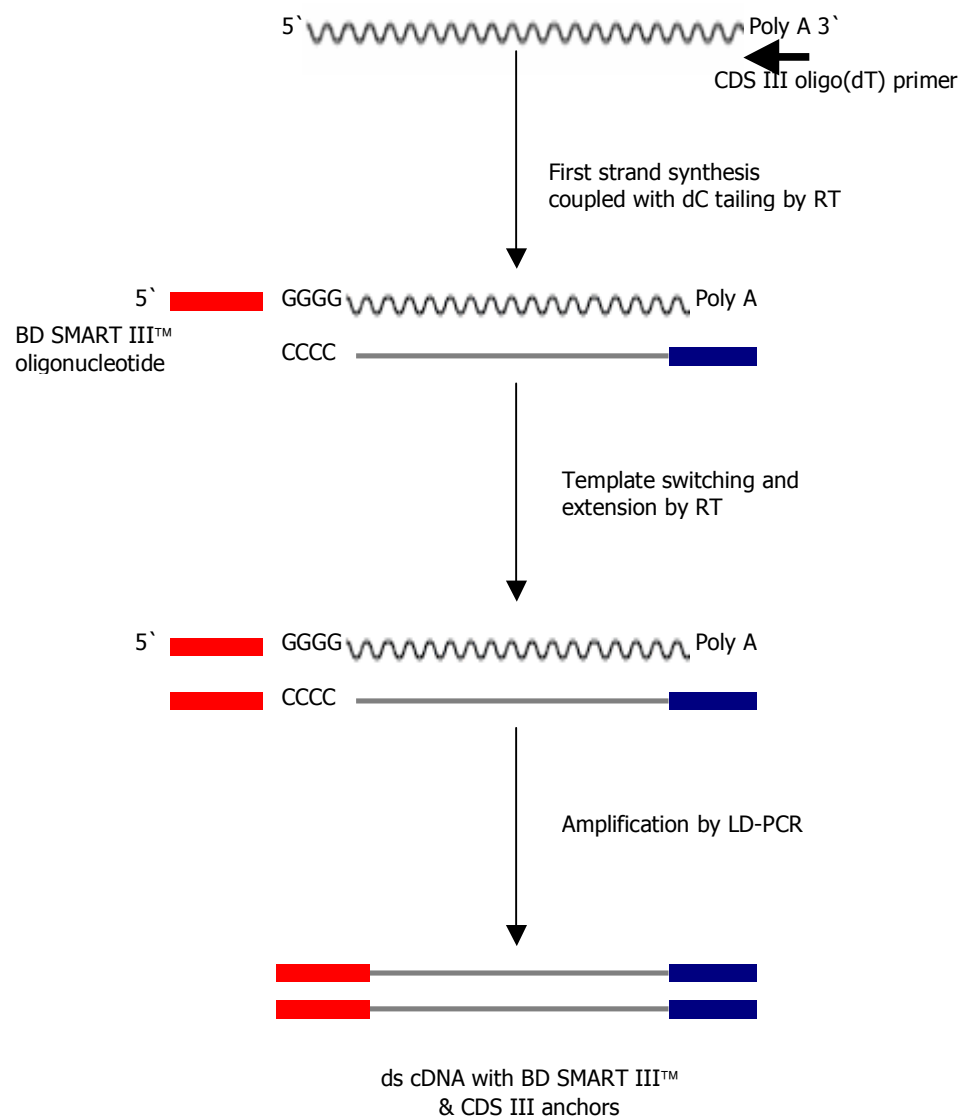 5` Poly A 3`
CDS III oligo(dT) primer
First strand synthesis
coupled with dC tailing by RT
5` GGGG Poly A
BD SMART III™
oligonucleotide
CCCC
Template switching and
extension by RT
5` GGGG Poly A
CCCC
Amplification by LD-PCR
ds cDNA with BD SMART III™
& CDS III anchors